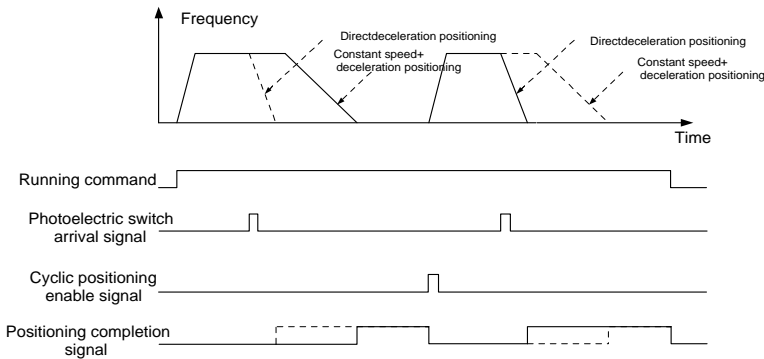 Frequency
Directdeceleration positioning
Constant speed+
deceleration positioning
Directdeceleration positioning
Constant speed+
deceleration positioning
Time
Running command
Photoelectric switch
arrival signal
Cyclic positioning
enable signal
Positioning completion
signal